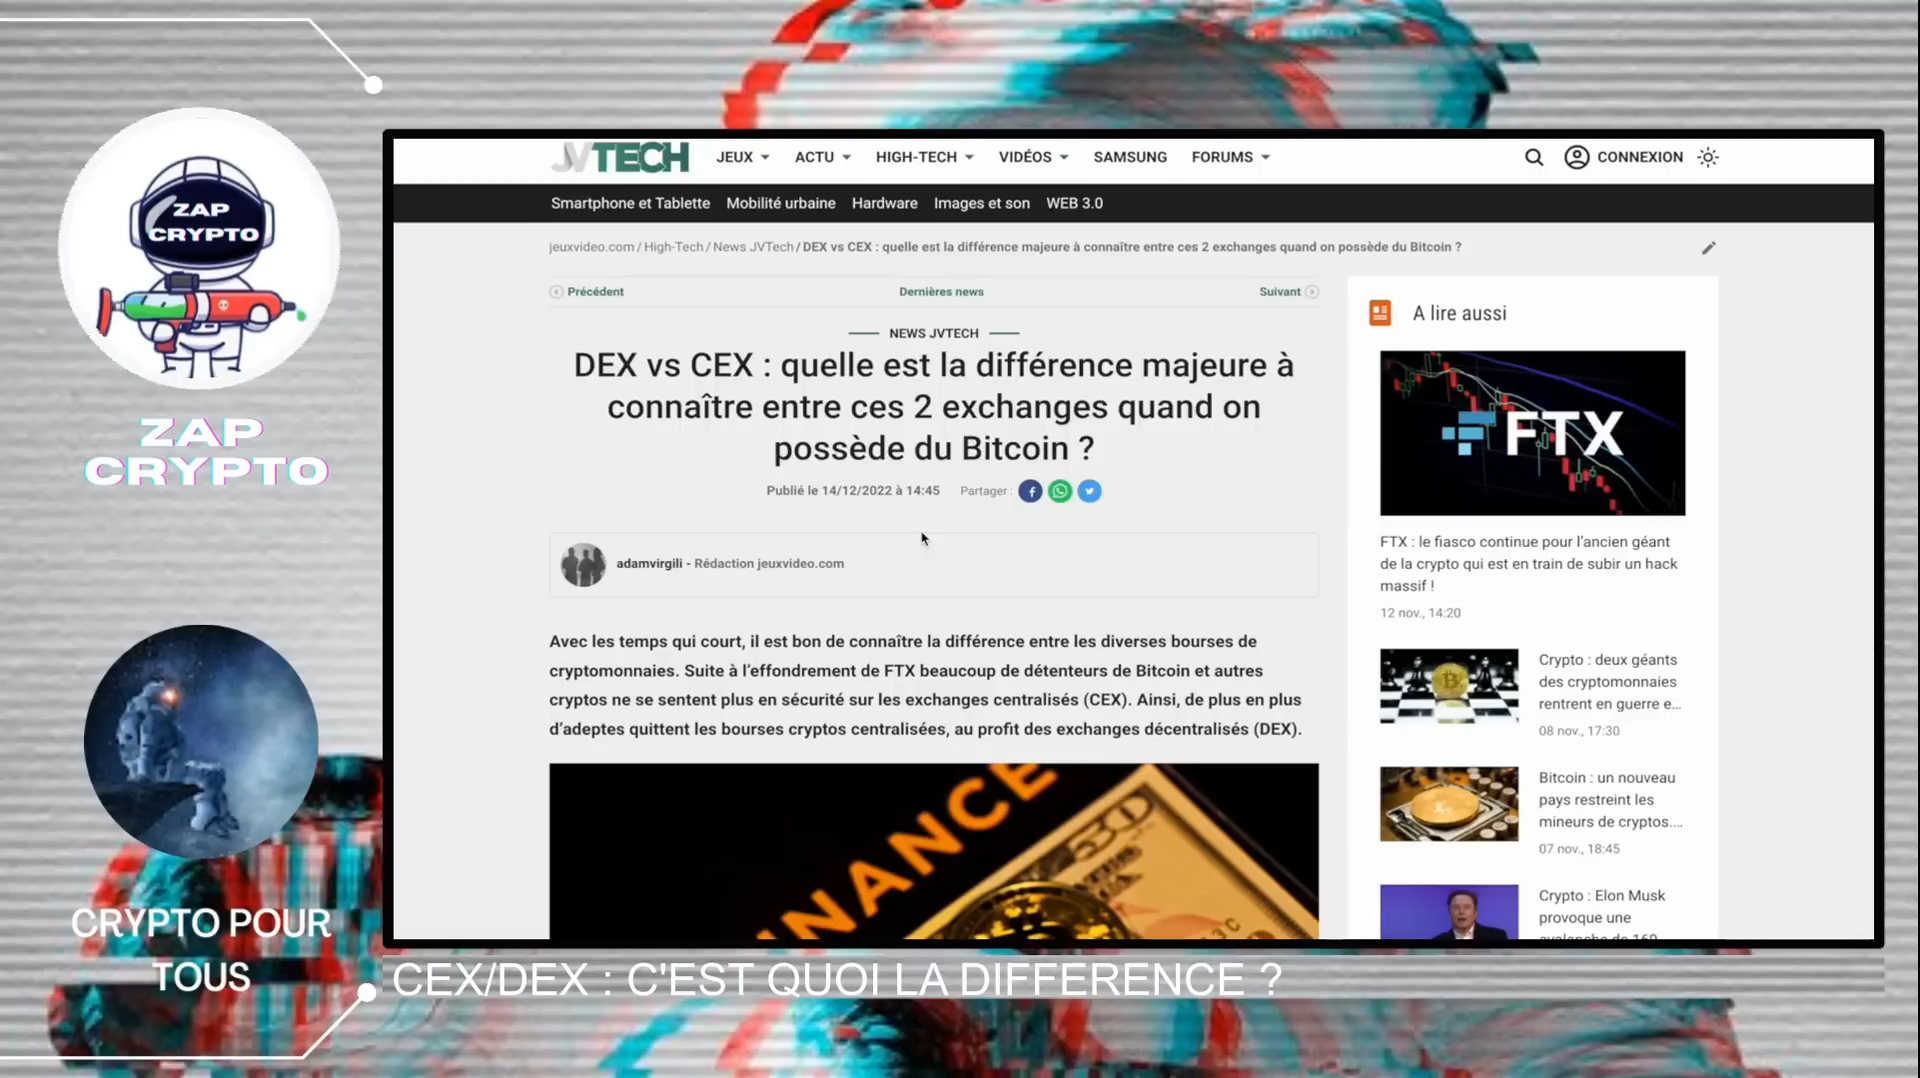 ZAP
CRYPTO
ZAP
CRYPTO
CRYPTO POUR
TOUS
JVTECH
JEUX
ACTU
HIGH-TECH
VIDÉOS
SAMSUNG
FORUMS
CONNEXION
Smartphone et Tablette
Mobilité urbaine
Hardware
Images et son
WEB 3.0
jeuxvideo.com / High-Tech / News JVTech / DEX vs CEX : quelle est la différence majeure à connaître entre ces 2 exchanges quand on possède du Bitcoin ?
Précédent
Dernières news
Suivant
NEWS JVTECH
DEX vs CEX : quelle est la différence majeure à
connaître entre ces 2 exchanges quand on
possède du Bitcoin ?
Publié le 14/12/2022 à 14:45
Partager :
adamvirgili - Rédaction jeuxvideo.com
Avec les temps qui court, il est bon de connaître la différence entre les diverses bourses de
cryptomonnaies. Suite à l'effondrement de FTX beaucoup de détenteurs de Bitcoin et autres
cryptos ne se sentent plus en sécurité sur les exchanges centralisés (CEX). Ainsi, de plus en plus
d'adeptes quittent les bourses cryptos centralisées, au profit des exchanges décentralisés (DEX).
INANCE
A lire aussi
FTX
FTX : le fiasco continue pour l'ancien géant
de la crypto qui est en train de subir un hack
massif !
12 nov., 14:20
Crypto : deux géants
des cryptomonnaies
rentrent en guerre e...
08 nov., 17:30
Bitcoin : un nouveau
pays restreint les
mineurs de cryptos....
07 nov., 18:45
Crypto : Elon Musk
provoque une
avalanche de 160
CEX/DEX : C'EST QUOI LA DIFFERENCE ?